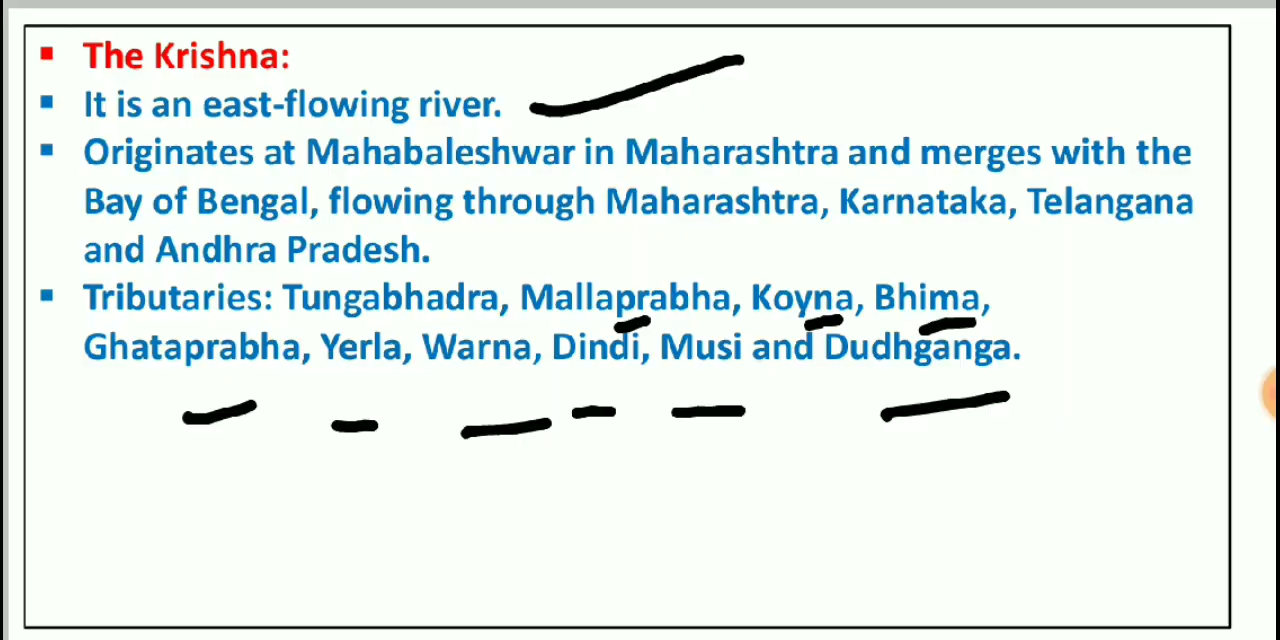 The Krishna:
It is an east-flowing river.
Originates at Mahabaleshwar in Maharashtra and merges with the
Bay of Bengal, flowing through Maharashtra, Karnataka, Telangana
and Andhra Pradesh.
Tributaries: Tungabhadra, Mallaprabha, Koyna, Bhima,
Ghataprabha, Yerla, Warna, Dindi, Musi and Dudhganga.